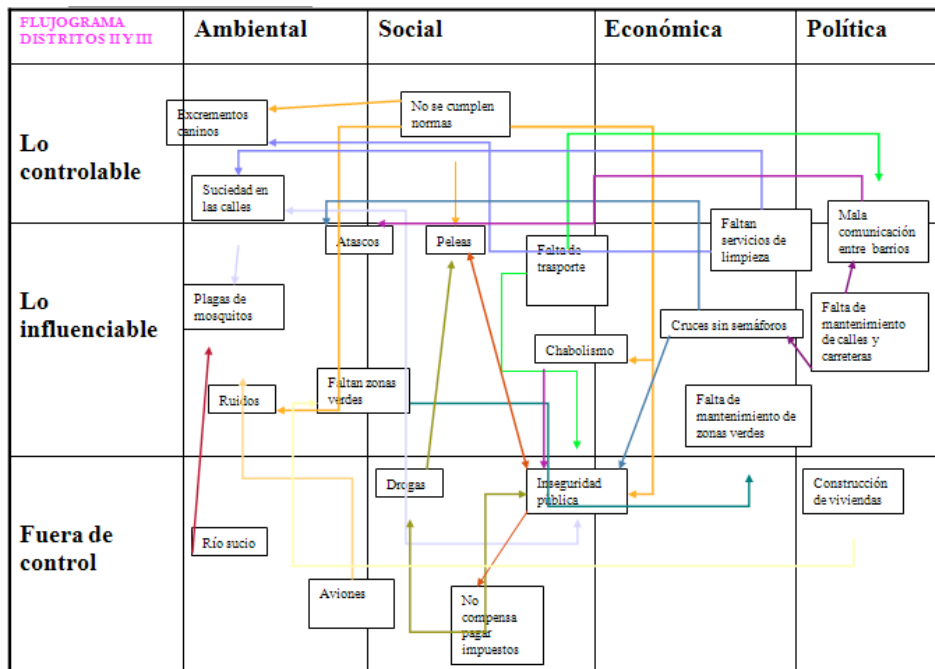 FLUJOGRAMA
DISTRITOS II Y III
Ambiental
Social
Económica
Política
Lo
controlable
Excrementos
caninos
No se cumplen
normas
Suciedad en
las calles
Lo
influenciable
Atascos
Peleas
Falta de
trasporte
Faltan
servicios de
limpieza
Mala
comunicación
entre barrios
Plagas de
mosquitos
Chabolismo
Cruces sin semáforos
Falta de
mantenimiento
de calles y
carreteras
Ruidos
Faltan zonas
verdes
Falta de
mantenimiento de
zonas verdes
Fuera de
control
Drogas
Inseguridad
pública
Construcción
de viviendas
Río sucio
Aviones
No
compensa
pagar
impuestos